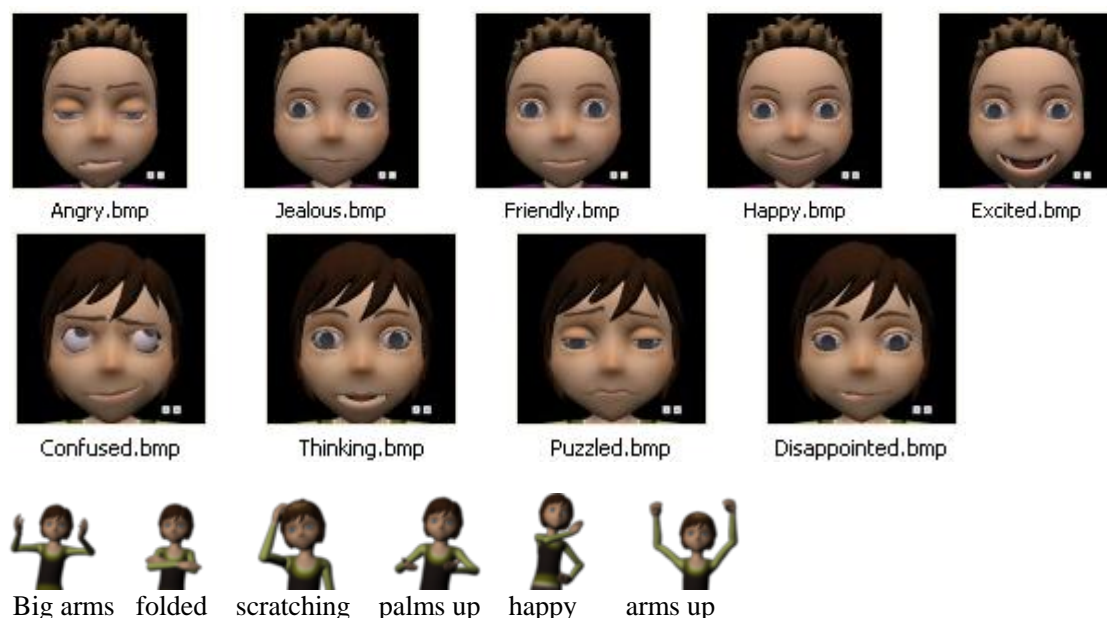 Angry.bmp Jealous.bmp Friendly.bmp Happy.bmp Excited.bmp
Confused.bmp Thinking.bmp Puzzled.bmp Disappointed.bmp
Big arms folded scratching palms up happy arms up